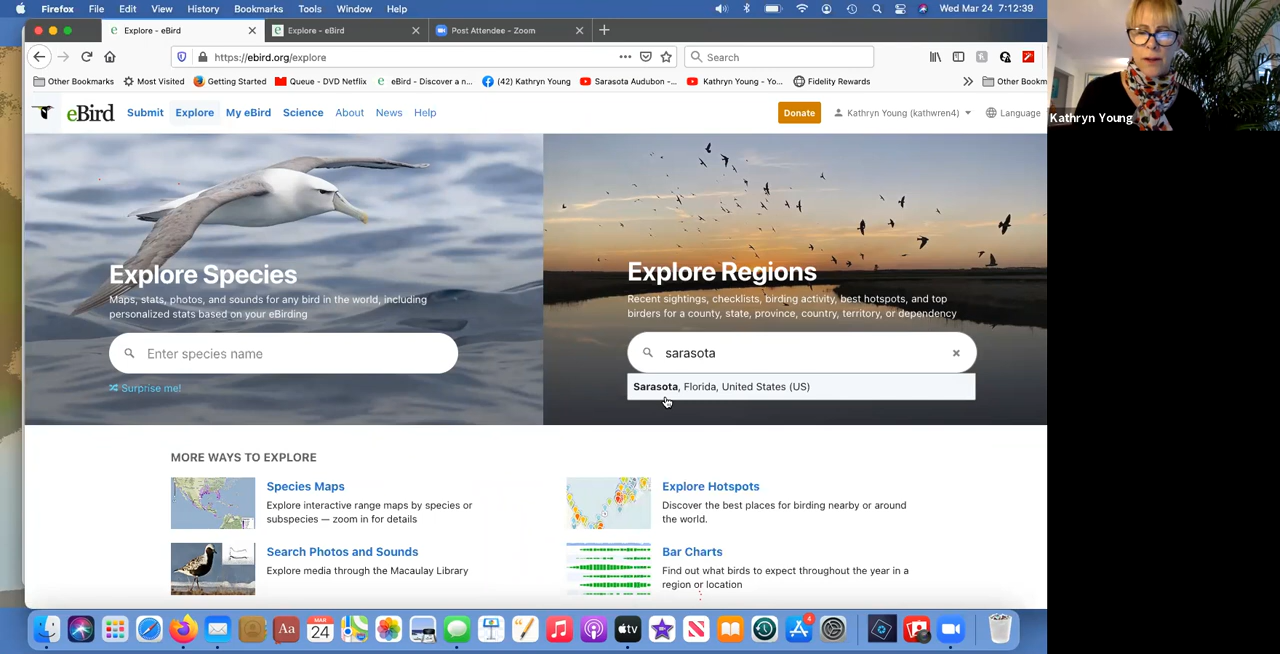 Firefox File Edit View History Bookmarks Tools Window Help Wed Mar 24 7:12:39
Explore - eBird Explore - eBird Post Attendee - Zoom
https://ebird.org/explore Search
Other Bookmarks Most Visited Getting Started Queue - DVD Netflix eBird - Discover a n... (42) Kathryn Young Sarasota Audubon -... Kathryn Young - Yo... Fidelity Rewards Other Bookm
eBird Submit Explore My eBird Science About News Help Donate Kathryn Young (kathwren4) Language
Kathryn Young
Explore Species
Maps, stats, photos, and sounds for any bird in the world, including
personalized stats based on your eBirding
Enter species name
Surprise me!
Explore Regions
Recent sightings, checklists, birding activity, best hotspots, and top
birders for a county, state, province, country, territory, or dependency
sarasota
Sarasota, Florida, United States (US)
MORE WAYS TO EXPLORE
Species Maps
Explore interactive range maps by species or
subspecies — zoom in for details
Explore Hotspots
Discover the best places for birding nearby or around
the world.
Search Photos and Sounds
Explore media through the Macaulay Library
Bar Charts
Find out what birds to expect throughout the year in a
region or location
Aa
MAR
24
tv
4